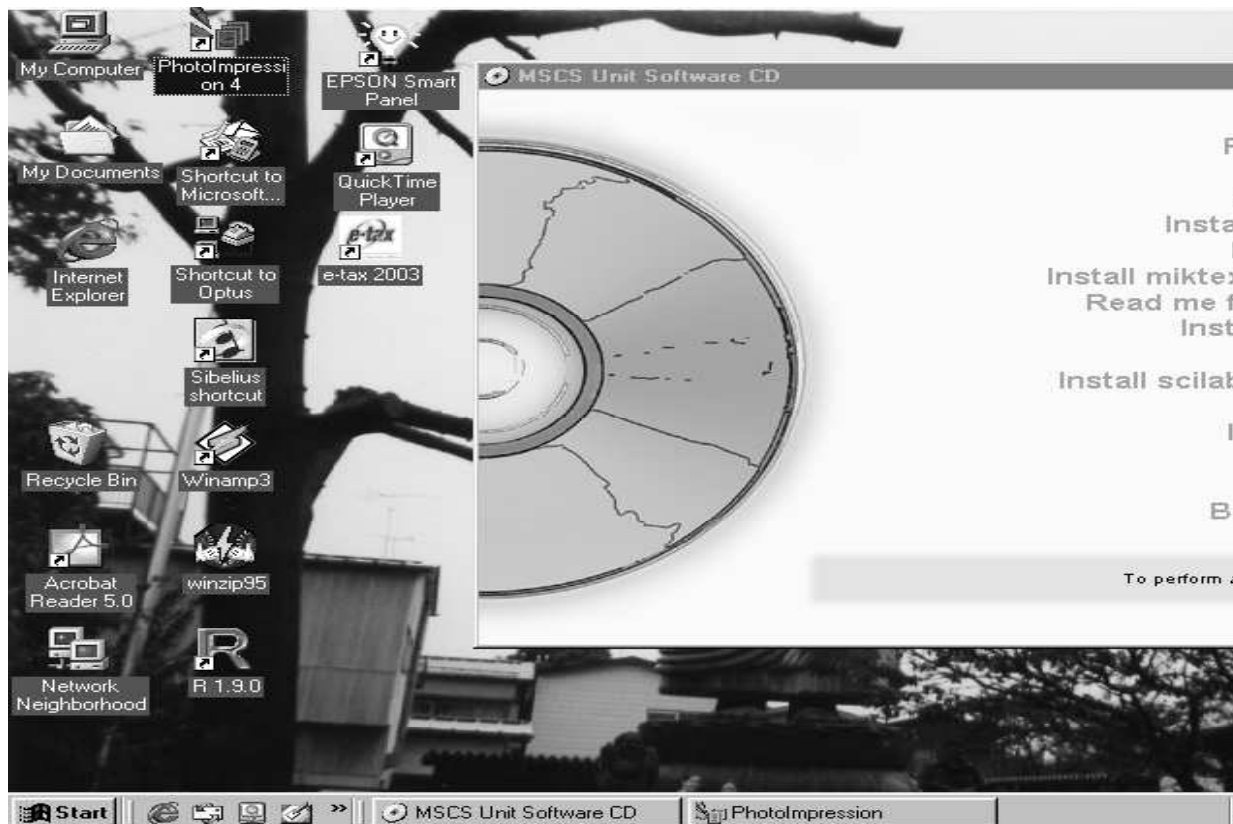 My Computer
PhotoImpressi
on 4
EPSON Smart
Panel
My Documents
Shortcut to
Microsoft...
QuickTime
Player
Internet
Explorer
Shortcut to
Optus
e-tax
e-tax 2003
Sibelius
shortcut
Recycle Bin
Winamp3
Acrobat
Reader 5.0
winzip95
Network
Neighborhood
R
R 1.9.0
MSCS Unit Software CD
Insta
Install miktex
Read me f
Inst
Install scilab
B
To perform
Start
»
MSCS Unit Software CD
PhotoImpression